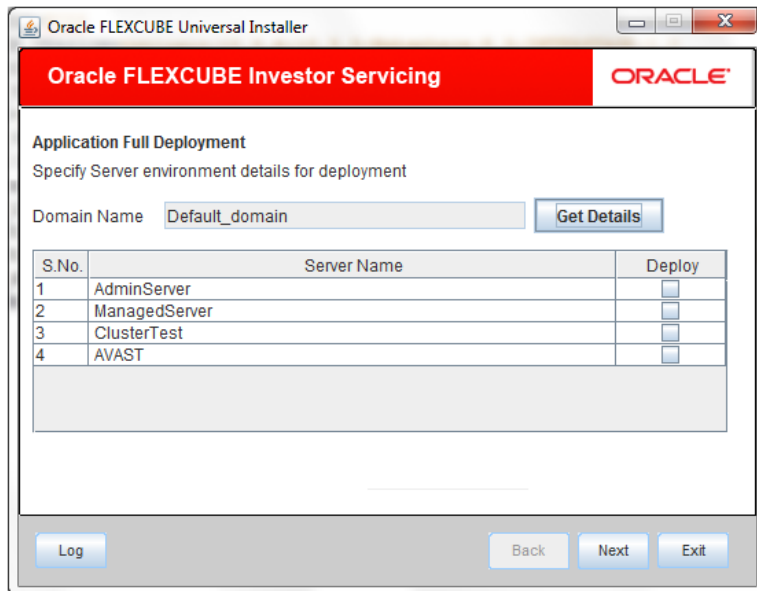 Oracle FLEXCUBE Universal Installer
Oracle FLEXCUBE Investor Servicing ORACLE
Application Full Deployment
Specify Server environment details for deployment
Domain Name Default_domain Get Details
S.No. Server Name Deploy
1 AdminServer
2 ManagedServer
3 ClusterTest
4 AVAST
Log Back Next Exit